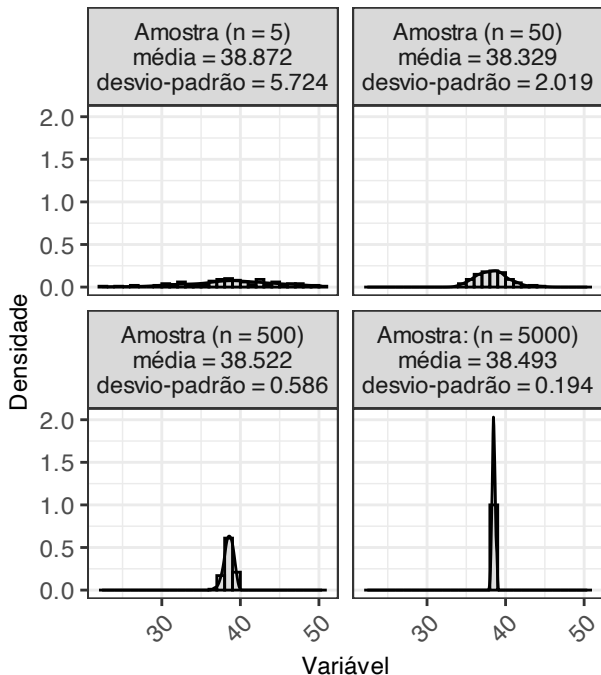 Amostra (n = 5)
média = 38.872
desvio-padrão = 5.724
Amostra (n = 50)
média = 38.329
desvio-padrão = 2.019
2.0
1.5
1.0
0.5
0.0
Amostra (n = 500)
média = 38.522
desvio-padrão = 0.586
Amostra: (n = 5000)
média = 38.493
desvio-padrão = 0.194
2.0
1.5
1.0
0.5
0.0
Densidade
30
40
50
30
40
50
Variável